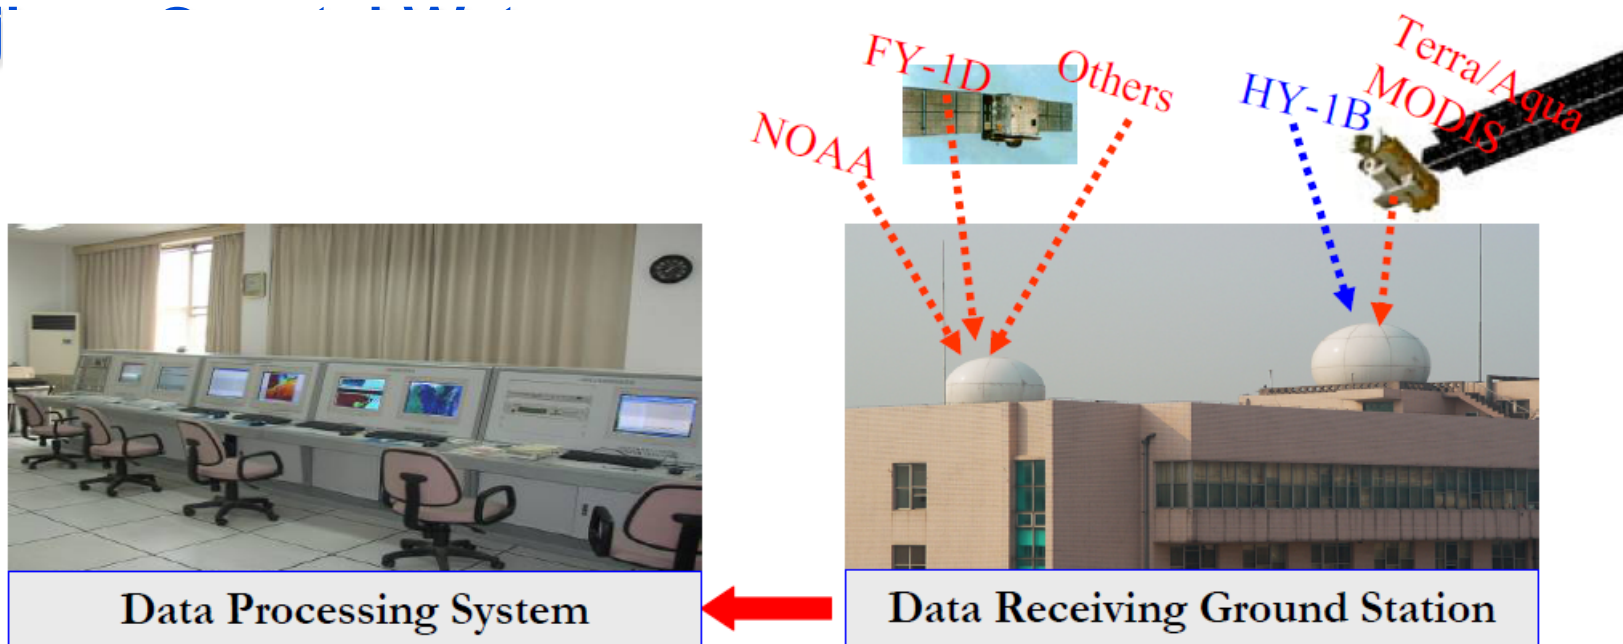 FY-1D
Others
Terra/Aqua
MODIS
HY-1B
NOAA
Data Processing System
Data Receiving Ground Station